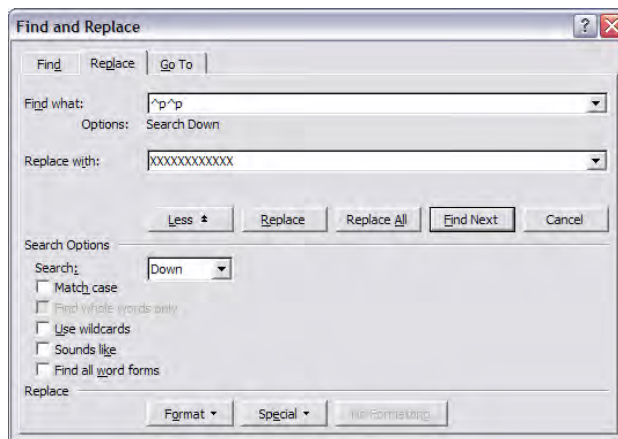 Find and Replace
Find Replace Go To
Find what: ^p^p
Options: Search Down
Replace with: XXXXXXXXXXXX
Less Replace Replace All Find Next Cancel
Search Options
Search: Down
Match case
Find whole words only
Use wildcards
Sounds like
Find all word forms
Replace
Format Special No Formatting